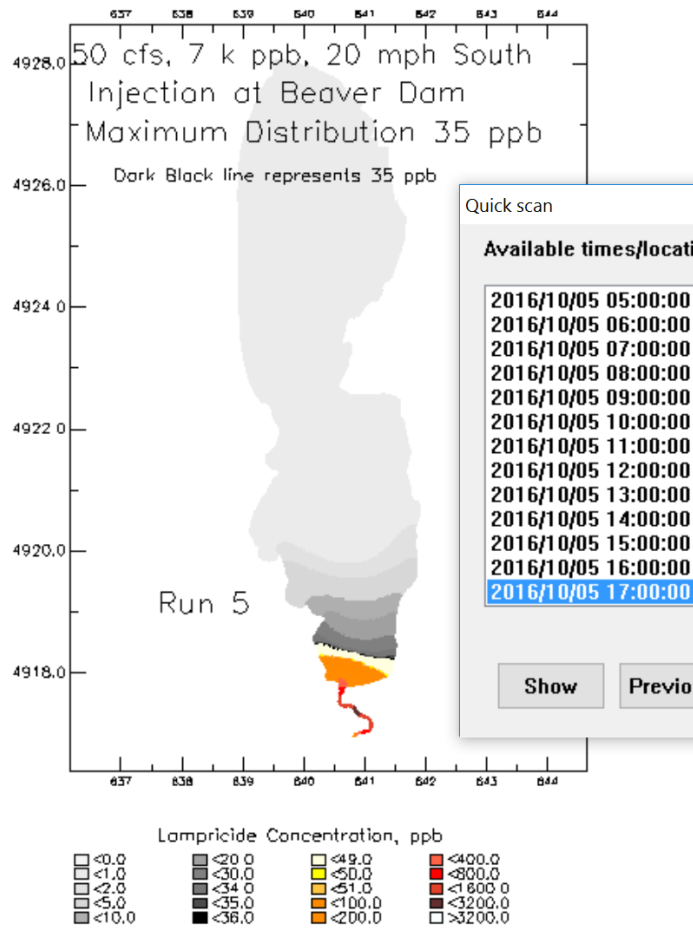 637 638 639 640 641 642 643 644
4928.0
50 cfs, 7 k ppb, 20 mph South
Injection at Beaver Dam
Maximum Distribution 35 ppb
Dark Black line represents 35 ppb
4926.0
4924.0
4922.0
4920.0
4918.0
Run 5
637 638 639 640 641 642 643 644
Quick scan
Available times/locati
2016/10/05 05:00:00
2016/10/05 06:00:00
2016/10/05 07:00:00
2016/10/05 08:00:00
2016/10/05 09:00:00
2016/10/05 10:00:00
2016/10/05 11:00:00
2016/10/05 12:00:00
2016/10/05 13:00:00
2016/10/05 14:00:00
2016/10/05 15:00:00
2016/10/05 16:00:00
2016/10/05 17:00:00
Show Previo
Lampricide Concentration, ppb
<0.0 <20.0 <49.0 <400.0
<1.0 <30.0 <50.0 <800.0
<2.0 <34.0 <51.0 <1600.0
<5.0 <35.0 <100.0 <3200.0
<10.0 <36.0 <200.0 >3200.0